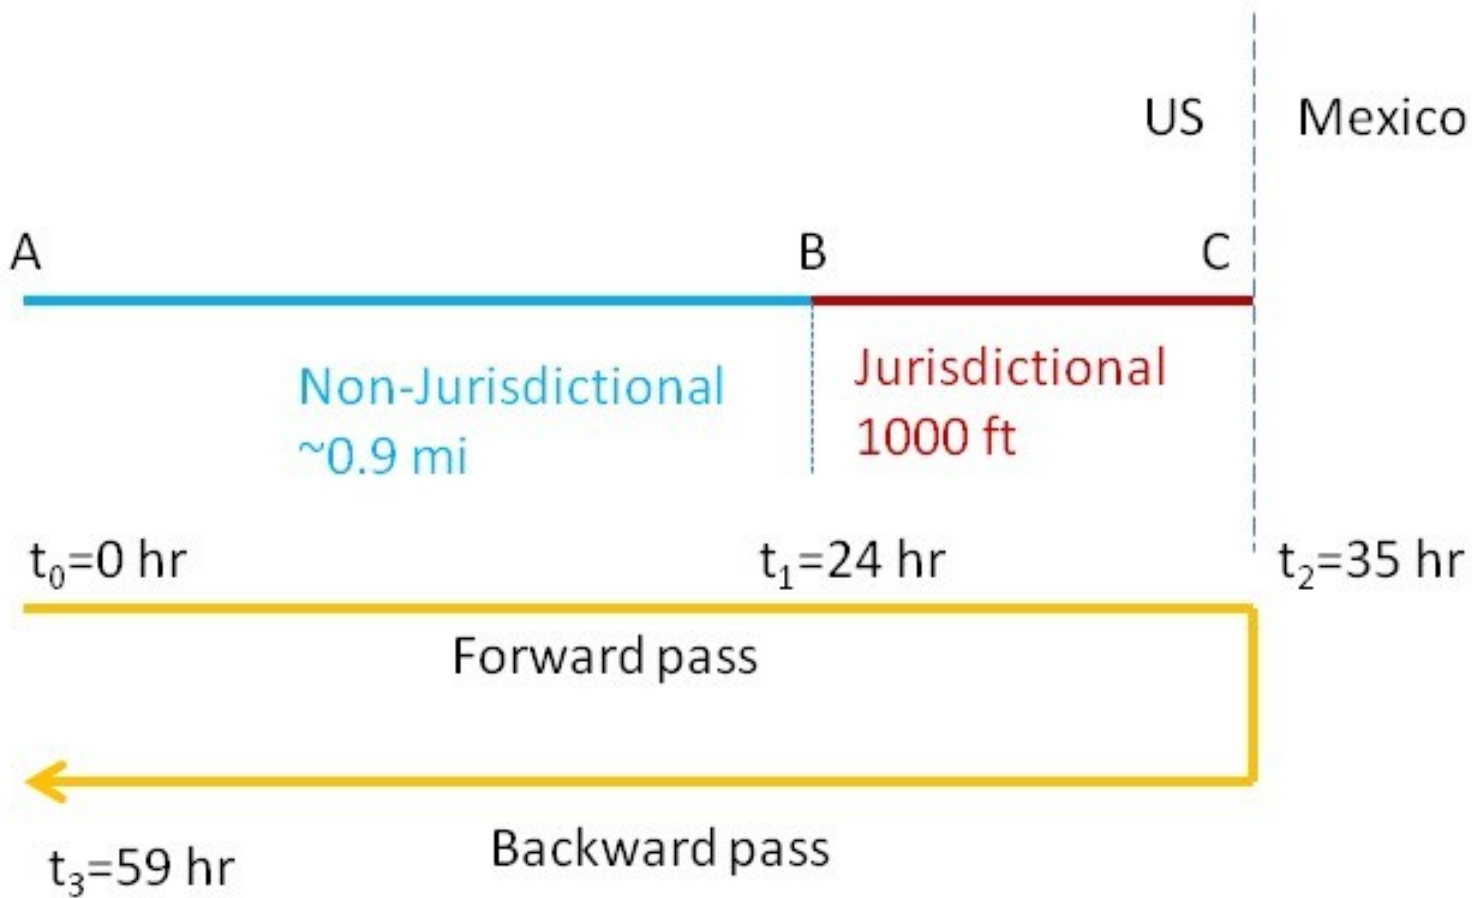 US Mexico
A B C
Non-Jurisdictional
~0.9 mi
Jurisdictional
1000 ft
t₀=0 hr t₁=24 hr t₂=35 hr
Forward pass
Backward pass
t₃=59 hr